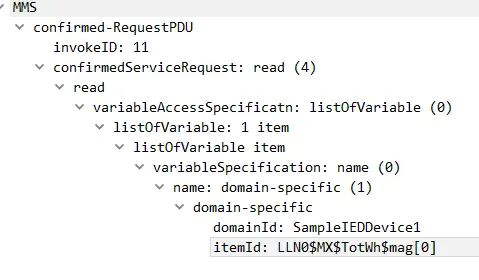 MMS
confirmed-RequestPDU
invokeID: 11
confirmedServiceRequest: read (4)
read
variableAccessSpecificatn: listOfVariable (0)
listOfVariable: 1 item
listOfVariable item
variableSpecification: name (0)
name: domain-specific (1)
domain-specific
domainId: SampleIEDDevice1
itemId: LLN0$MX$TotWh$mag[0]